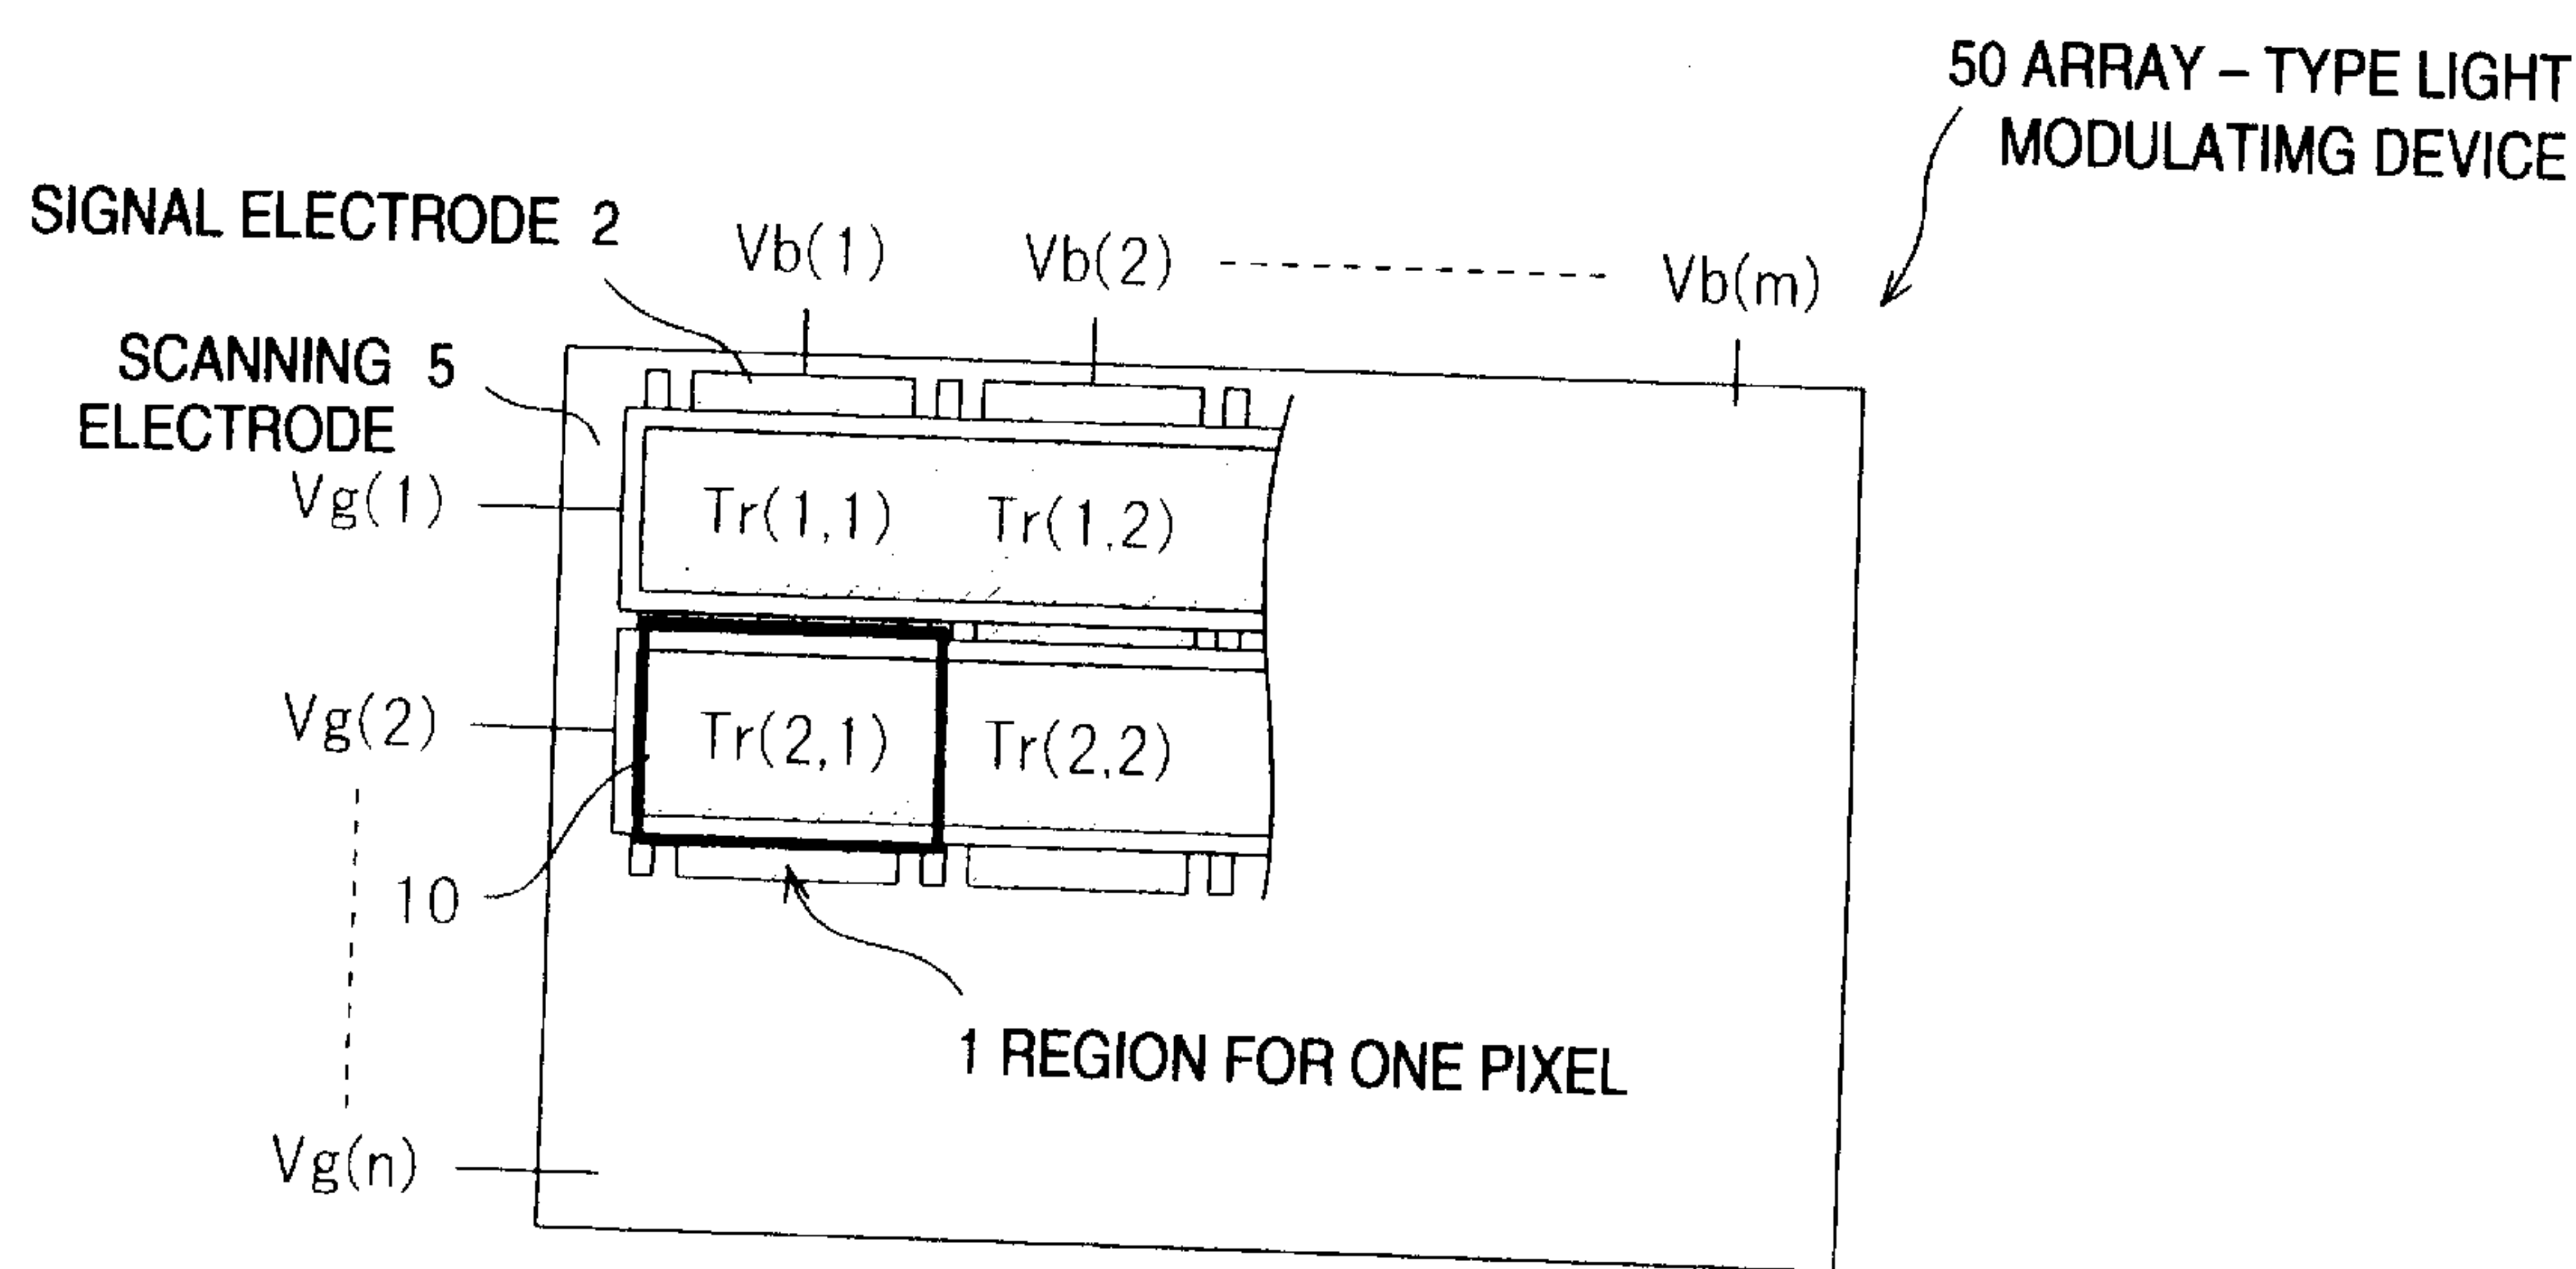 50 ARRAY – TYPE LIGHT
MODULATIMG DEVICE
SIGNAL ELECTRODE 2
Vb(1)
Vb(2)
Vb(m)
SCANNING 5
ELECTRODE
Vg(1)
Tr(1,1)
Tr(1,2)
Vg(2)
Tr(2,1)
Tr(2,2)
10
1 REGION FOR ONE PIXEL
Vg(n)